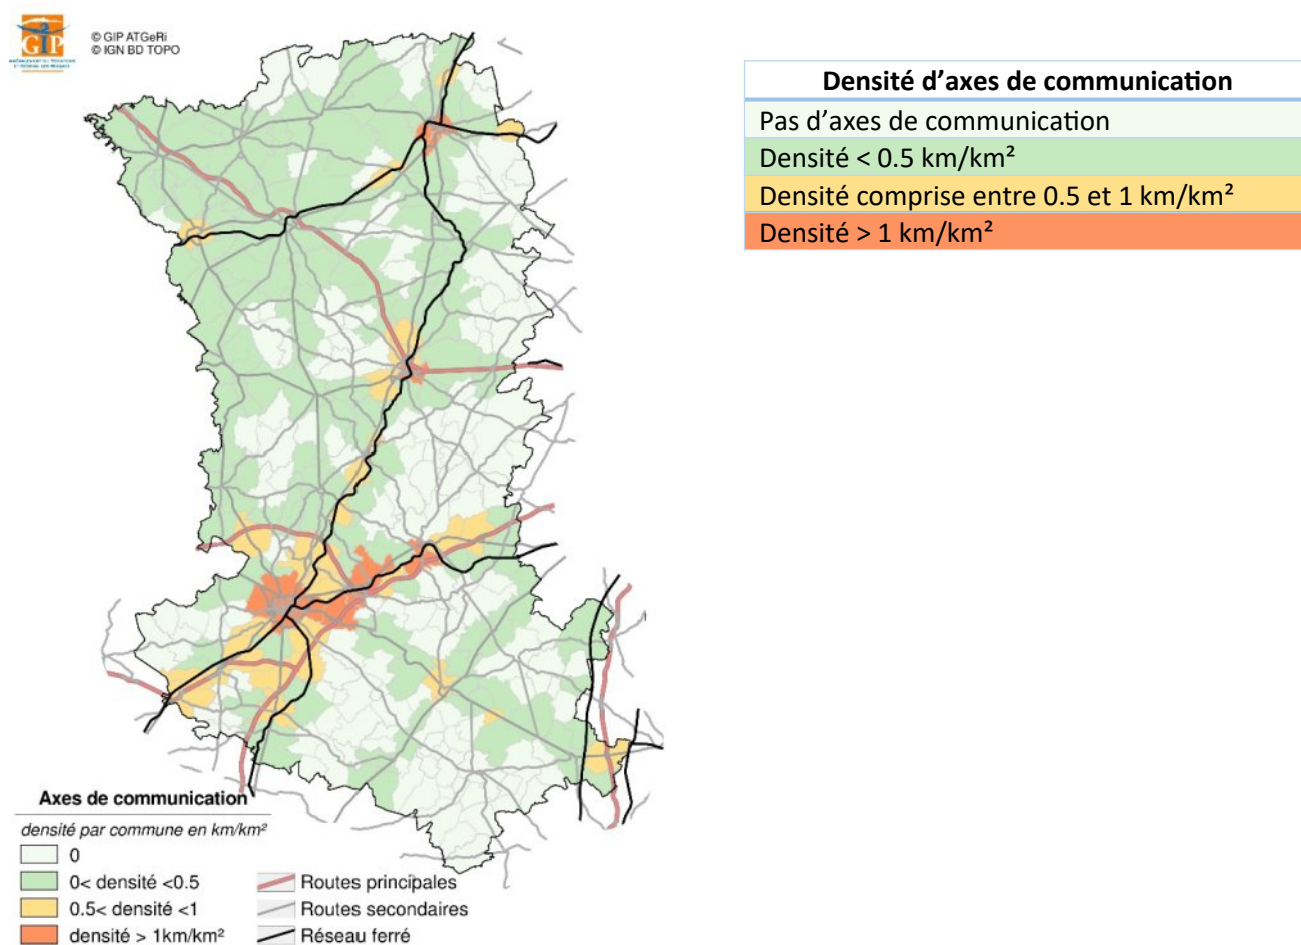 GIP
© GIP ATGeRi
© IGN BD TOPO
Densité d'axes de communication
Pas d'axes de communication
Densité < 0.5 km/km²
Densité comprise entre 0.5 et 1 km/km²
Densité > 1 km/km²
Axes de communication
densité par commune en km/km²
0
0< densité <0.5
0.5< densité <1
densité > 1km/km²
Routes principales
Routes secondaires
Réseau ferré